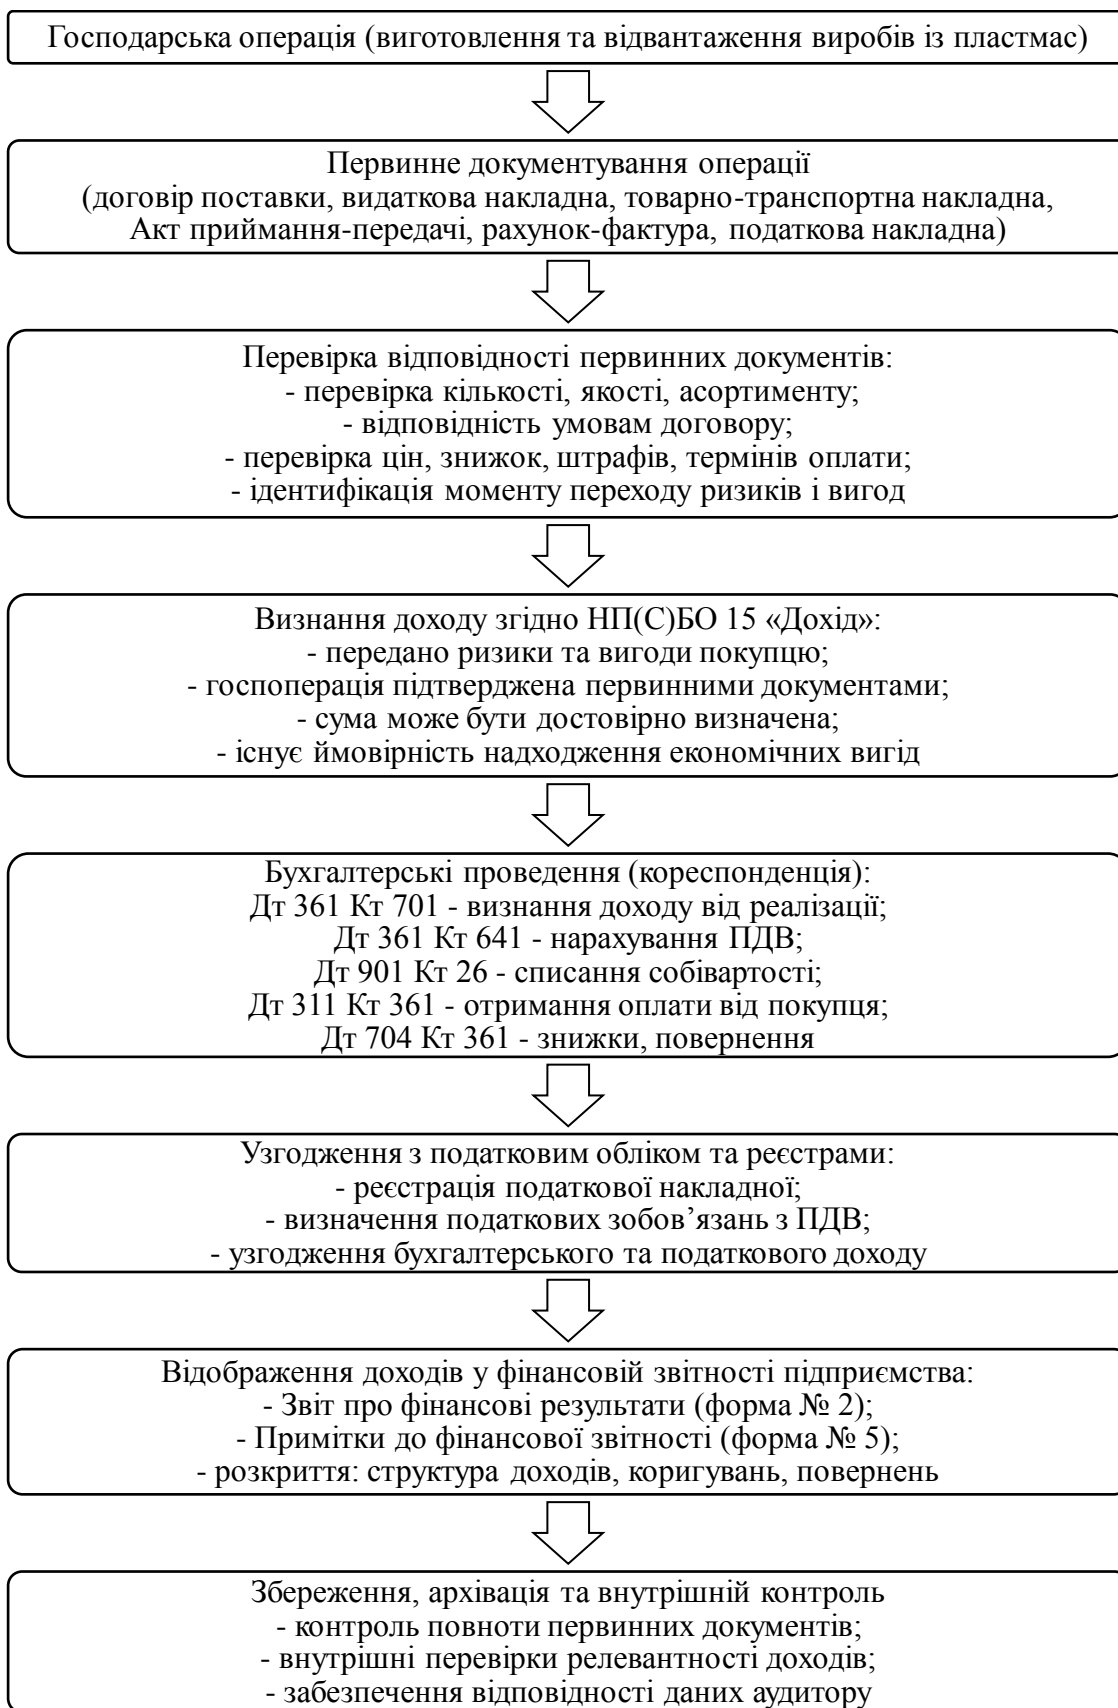 Господарська операція (виготовлення та відвантаження виробів із пластмас)
Первинне документування операції
(договір поставки, видаткова накладна, товарно-транспортна накладна,
Акт приймання-передачі, рахунок-фактура, податкова накладна)
Перевірка відповідності первинних документів:
- перевірка кількості, якості, асортименту;
- відповідність умовам договору;
- перевірка цін, знижок, штрафів, термінів оплати;
- ідентифікація моменту переходу ризиків і вигод
Визнання доходу згідно НП(С)БО 15 «Дохід»:
- передано ризики та вигоди покупцю;
- госпоперація підтверджена первинними документами;
- сума може бути достовірно визначена;
- існує ймовірність надходження економічних вигід
Бухгалтерські проведення (кореспонденція):
Дт 361 Кт 701 - визнання доходу від реалізації;
Дт 361 Кт 641 - нарахування ПДВ;
Дт 901 Кт 26 - списання собівартості;
Дт 311 Кт 361 - отримання оплати від покупця;
Дт 704 Кт 361 - знижки, повернення
Узгодження з податковим обліком та реєстрами:
- реєстрація податкової накладної;
- визначення податкових зобов’язань з ПДВ;
- узгодження бухгалтерського та податкового доходу
Відображення доходів у фінансовій звітності підприємства:
- Звіт про фінансові результати (форма № 2);
- Примітки до фінансової звітності (форма № 5);
- розкриття: структура доходів, коригувань, повернень
Збереження, архівація та внутрішній контроль
- контроль повноти первинних документів;
- внутрішні перевірки релевантності доходів;
- забезпечення відповідності даних аудитору